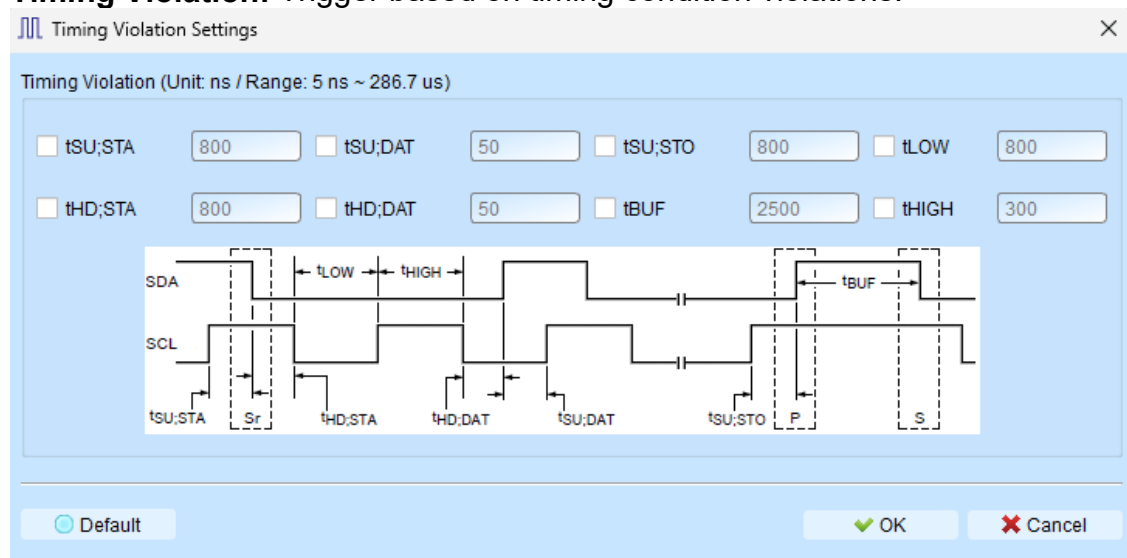 Timing Violation: Trigger based on timing condition violations.
Timing Violation Settings
Timing Violation (Unit: ns / Range: 5 ns ~ 286.7 us)
tSU;STA 800 tSU;DAT 50 tSU;STO 800 tLOW 800
tHD;STA 800 tHD;DAT 50 tBUF 2500 tHIGH 300
SDA tLOW tHIGH tBUF
SCL
tSU;STA Sr tHD;STA tHD;DAT tSU;DAT tSU;STO P S
Default OK Cancel